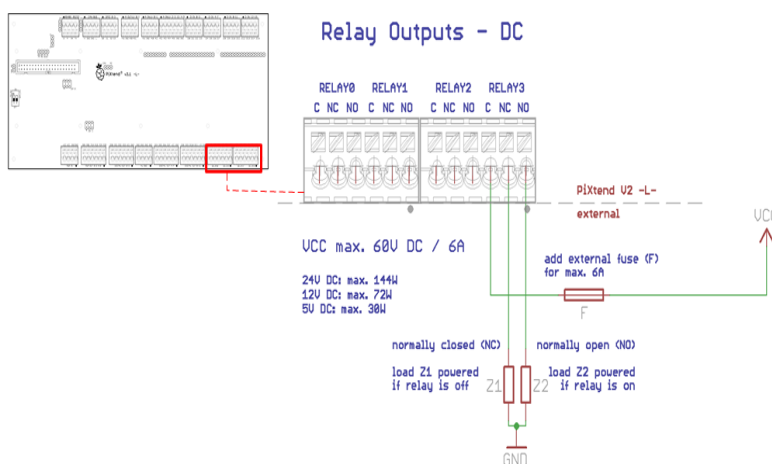 Relay Outputs - DC
RELAY0 RELAY1 RELAY2 RELAY3
C NC NO C NC NO C NC NO C NC NO
PiXtend V2 -L-
external
VCC
VCC max. 60V DC / 6A
24V DC: max. 144W
12V DC: max. 72W
5V DC: max. 30W
add external fuse (F)
for max. 6A
F
normally closed (NC)
normally open (NO)
load Z1 powered
if relay is off
load Z2 powered
if relay is on
Z1
Z2
GND